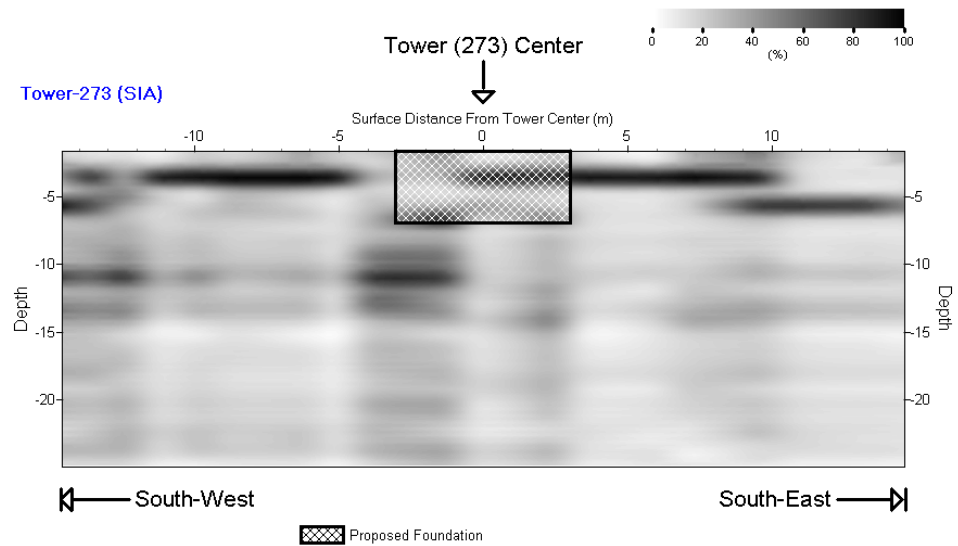 0 20 40 60 80 100
(%)
Tower (273) Center
Tower-273 (SIA)
Surface Distance From Tower Center (m)
-10 -5 0 5 10
-5 -5
-10 -10
Depth Depth
-15 -15
-20 -20
South-West South-East
Proposed Foundation